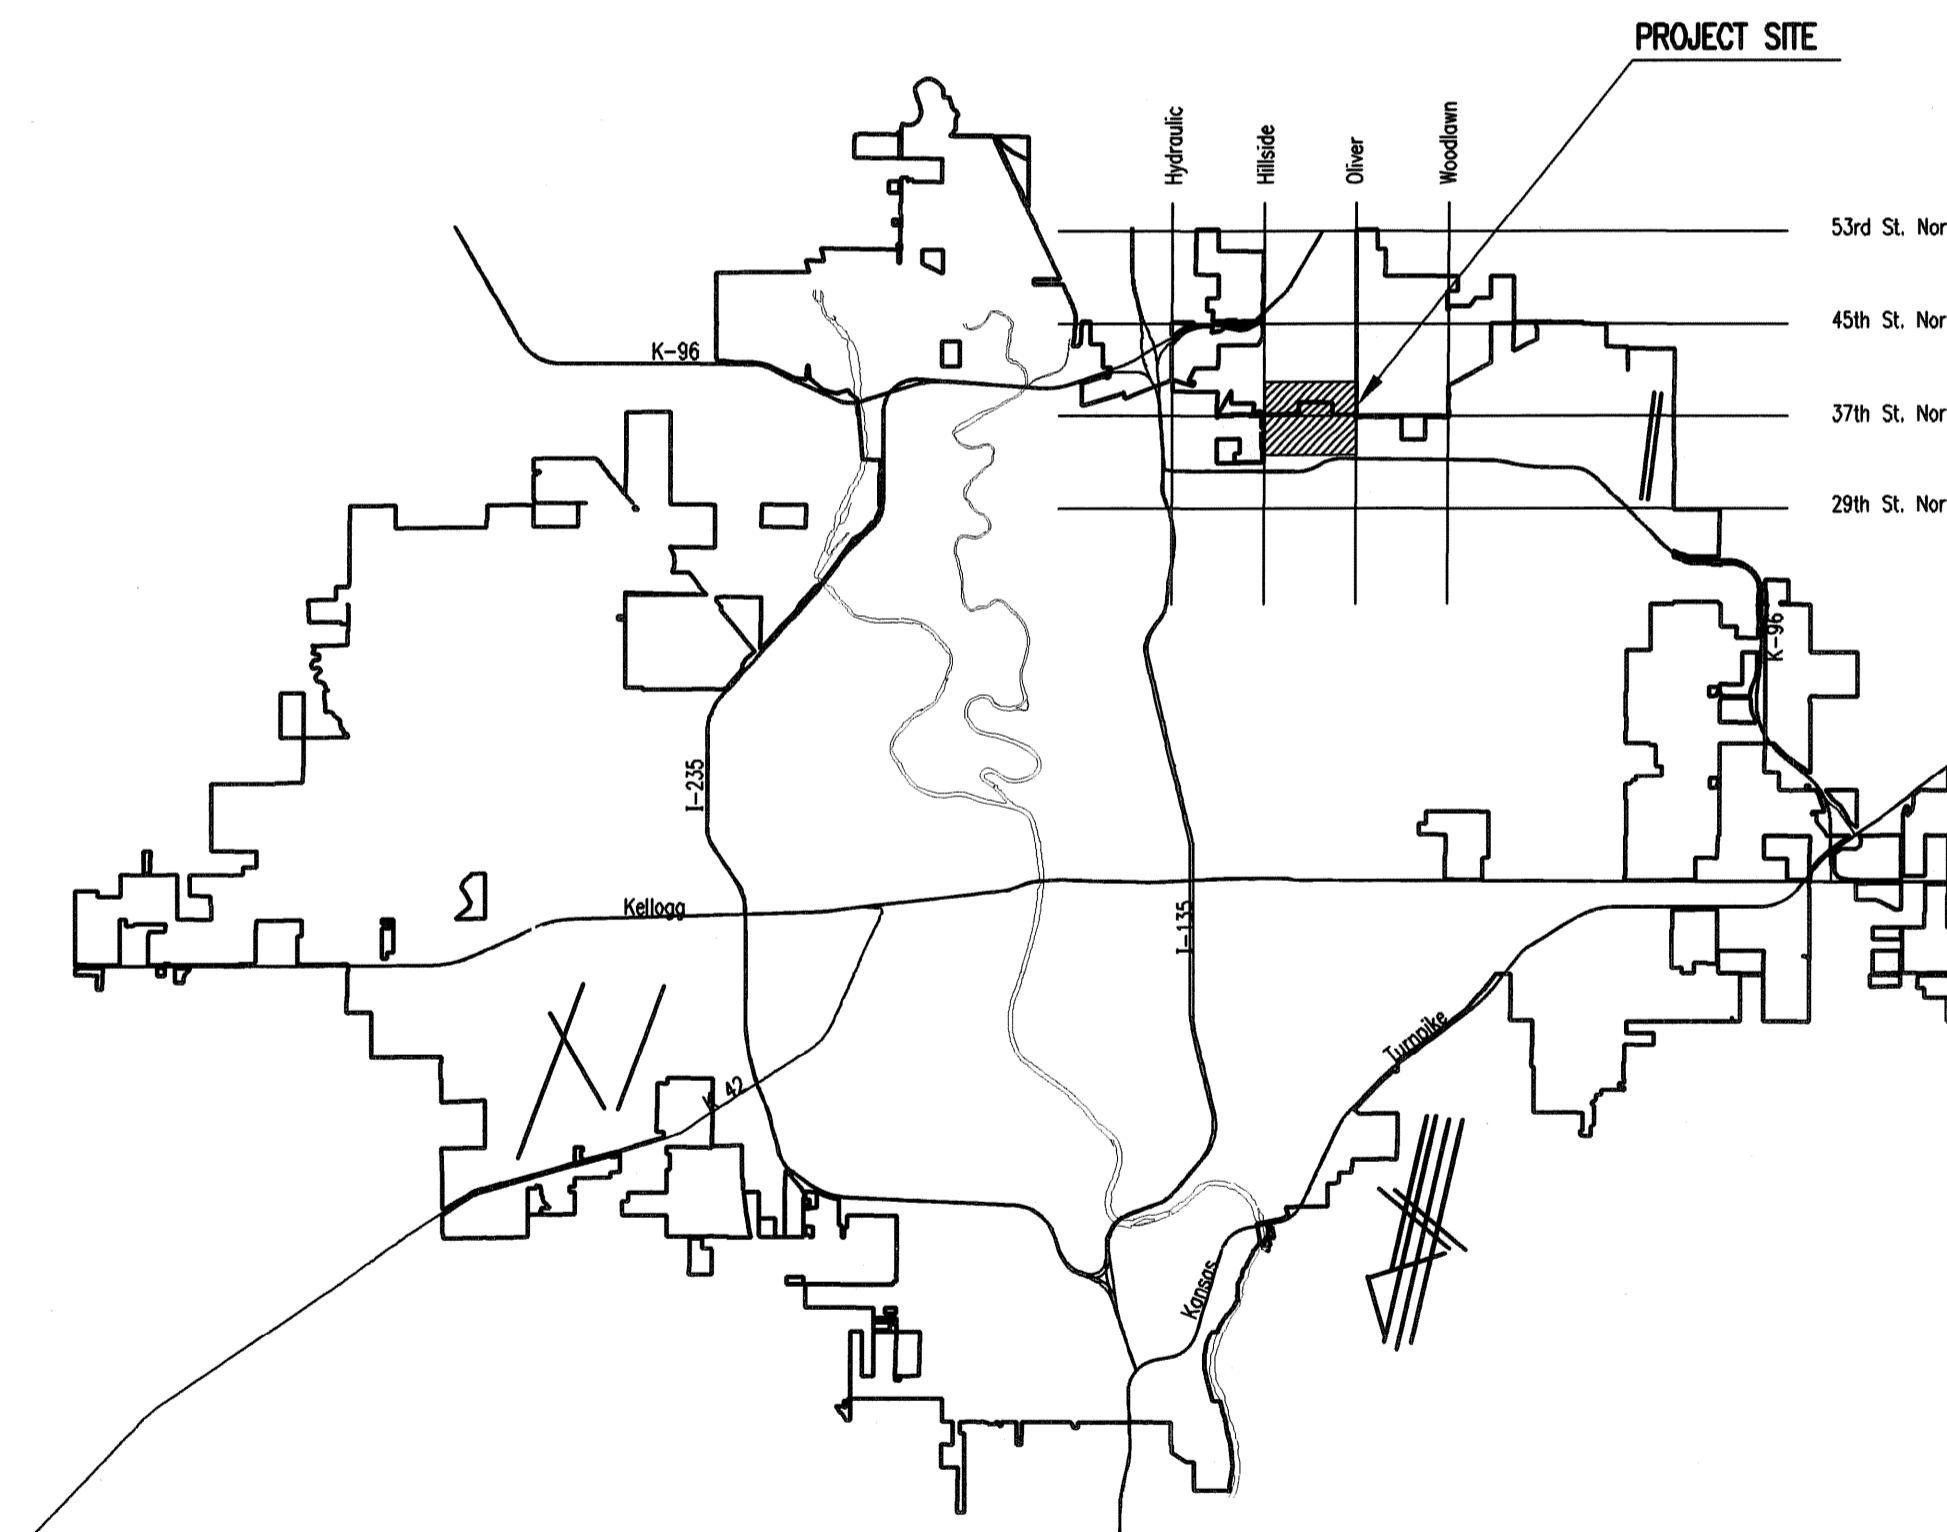 PROJECT SITE
Hydraulic
Hillside
Oliver
Woodlawn
53rd St. Nor
45th St. Nor
37th St. Nor
29th St. Nor
K-96
K-96
I-235
Kellogg
I-135
Turnpike
K 42
Kansas